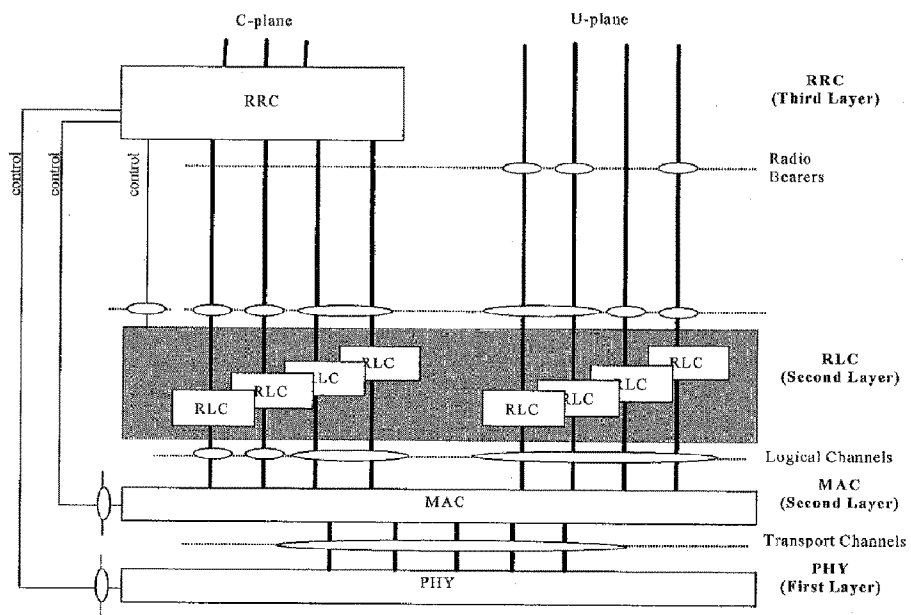 C-plane
U-plane
RRC
RRC
(Third Layer)
control
control
control
Radio
Bearers
RLC
RLC
RLC
RLC
RLC
RLC
RLC
RLC
RLC
(Second Layer)
Logical Channels
MAC
MAC
(Second Layer)
Transport Channels
PHY
PHY
(First Layer)